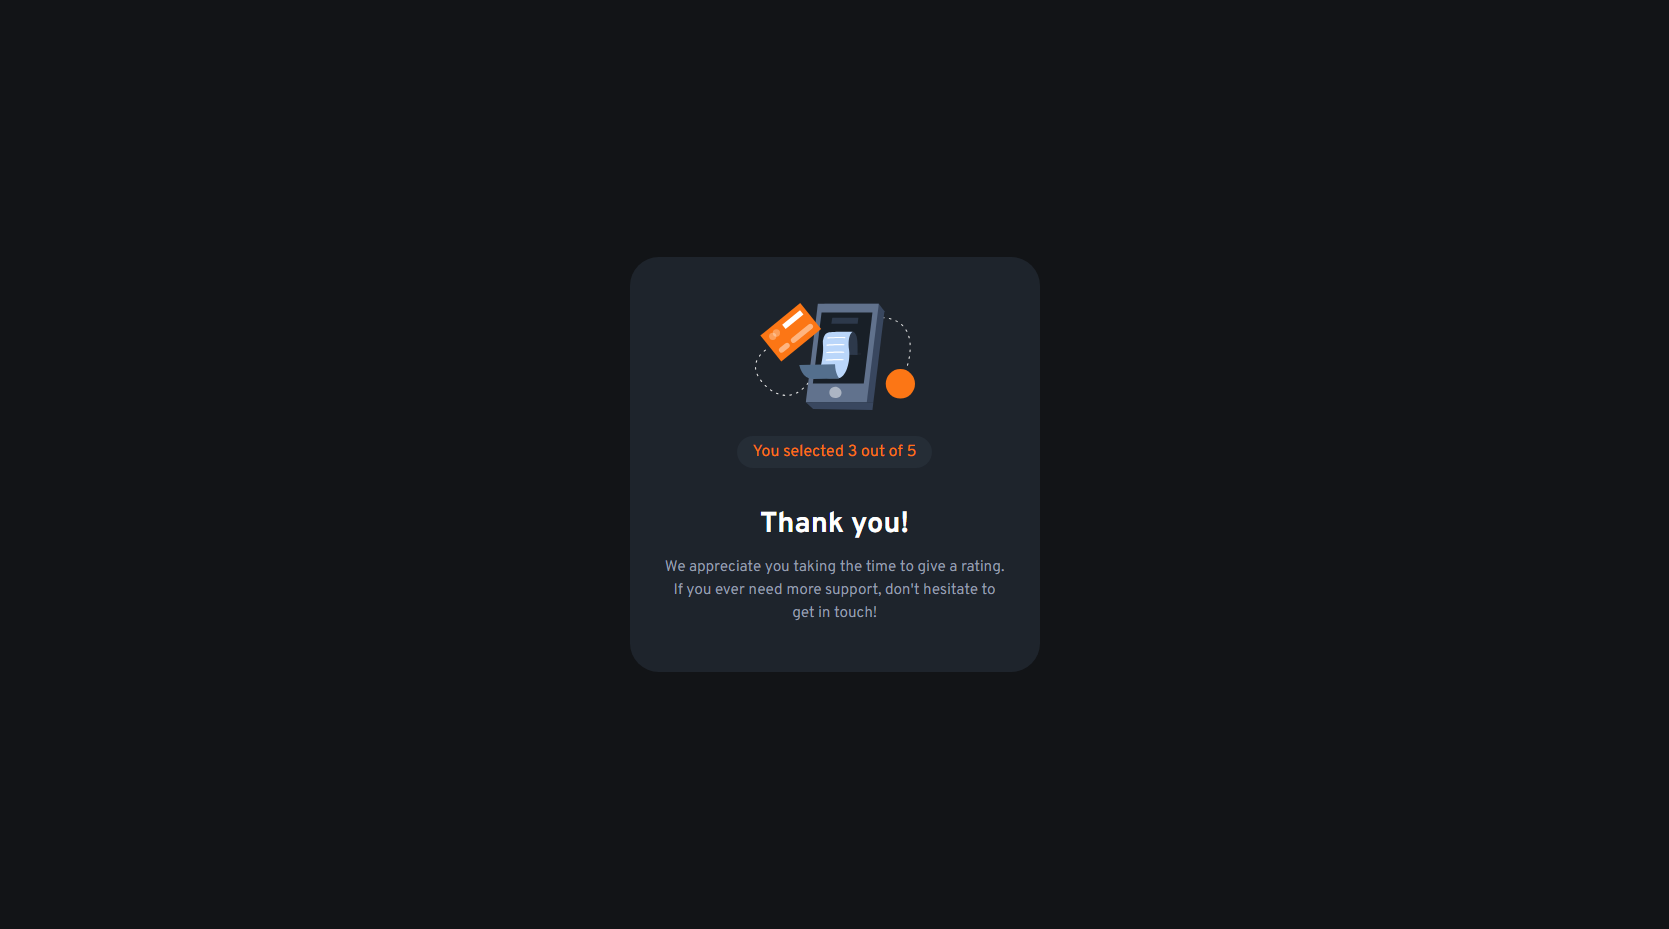 You selected 3 out of 5
Thank you!
We appreciate you taking the time to give a rating.
If you ever need more support, don't hesitate to
get in touch!